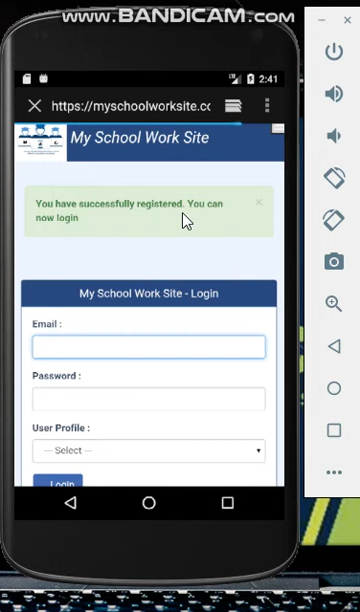 www.BANDICAM.com
2:41
https://myschoolworksite.cc
My School Work Site
You have successfully registered. You can
now login
×
My School Work Site - Login
Email :
Password :
User Profile :
--- Select ---
Login